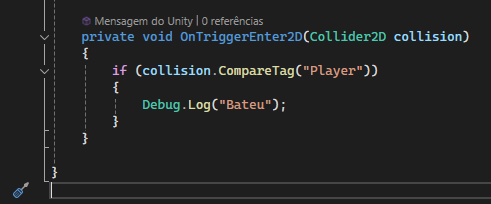 Mensagem do Unity | 0 referências
private void OnTriggerEnter2D(Collider2D collision)
{
if (collision.CompareTag("Player"))
{
Debug.Log("Bateu");
}
}
}